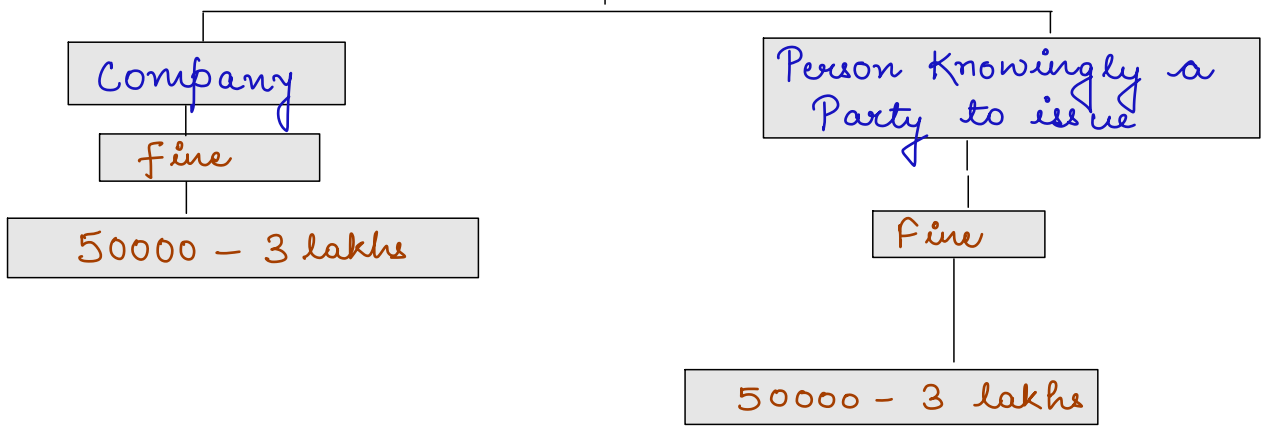 Company
Fine
50000 - 3 lakhs
Person Knowingly a
Party to issue
Fine
50000 - 3 lakhs